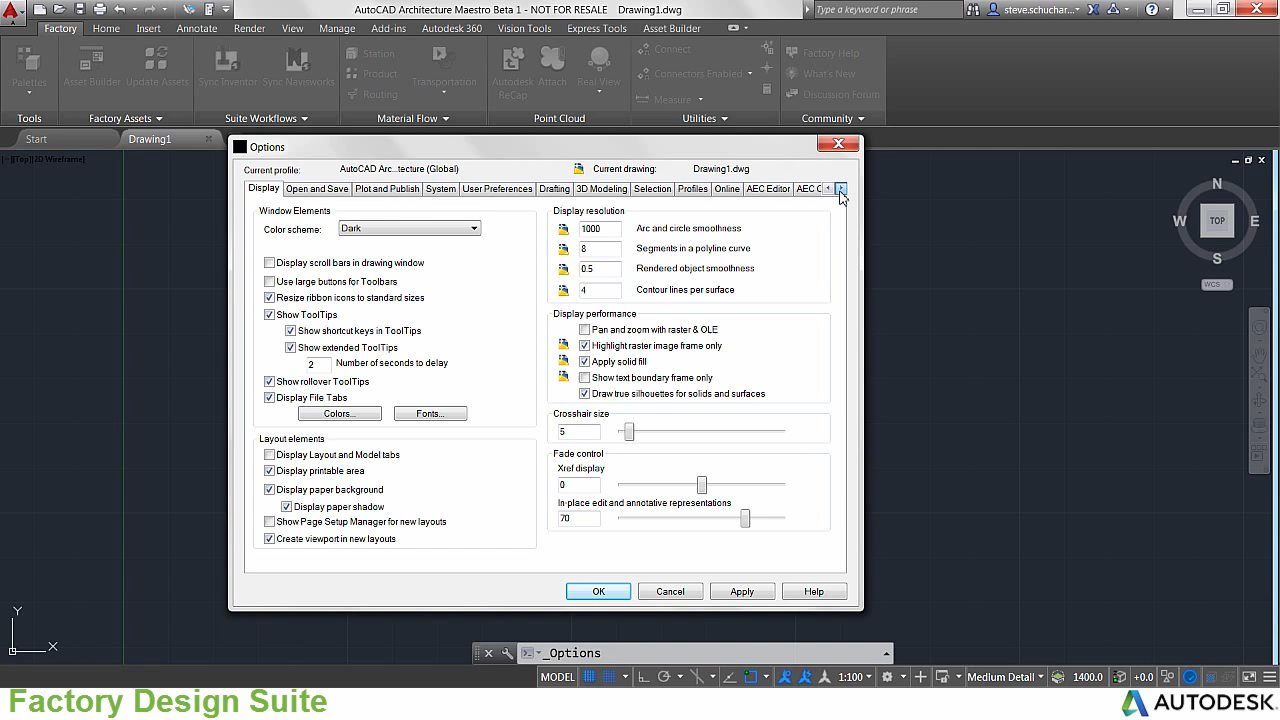 AutoCAD Architecture Maestro Beta 1 - NOT FOR RESALE Drawing1.dwg
Type a keyword or phrase
steve.schuchar...
Factory Home Insert Annotate Render View Manage Add-ins Autodesk 360 Vision Tools Express Tools Asset Builder
Palettes
Asset Builder
Update Assets
Sync Inventor
Sync Navisworks
Station
Product
Routing
Transportation
Autodesk
ReCap
Attach
Real View
Connect
Connectors Enabled
Measure
Factory Help
What's New
Discussion Forum
Tools Factory Assets Suite Workflows Material Flow Point Cloud Utilities Community
Start Drawing1
[-][Top][2D Wireframe]
Options
Current profile: AutoCAD Arc...tecture (Global) Current drawing: Drawing1.dwg
Display Open and Save Plot and Publish System User Preferences Drafting 3D Modeling Selection Profiles Online AEC Editor AEC C
Window Elements
Color scheme: Dark
Display scroll bars in drawing window
Use large buttons for Toolbars
Resize ribbon icons to standard sizes
Show ToolTips
Show shortcut keys in ToolTips
Show extended ToolTips
2 Number of seconds to delay
Show rollover ToolTips
Display File Tabs
Colors... Fonts...
Layout elements
Display Layout and Model tabs
Display printable area
Display paper background
Display paper shadow
Show Page Setup Manager for new layouts
Create viewport in new layouts
Display resolution
1000 Arc and circle smoothness
8 Segments in a polyline curve
0.5 Rendered object smoothness
4 Contour lines per surface
Display performance
Pan and zoom with raster & OLE
Highlight raster image frame only
Apply solid fill
Show text boundary frame only
Draw true silhouettes for solids and surfaces
Crosshair size
5
Fade control
Xref display
0
In-place edit and annotative representations
70
OK Cancel Apply Help
N
W TOP E
S
WCS
Y
X
_Options
MODEL 1:100 Medium Detail 1400.0 +0.0
Factory Design Suite
AUTODESK.